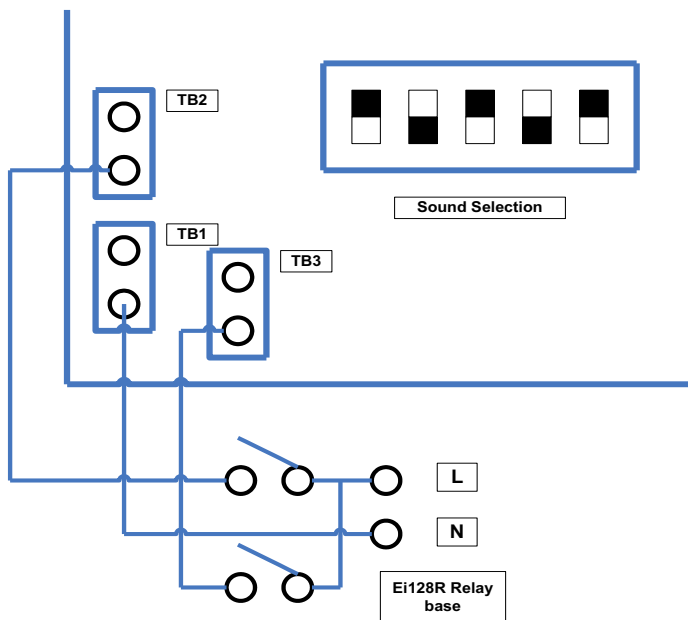 TB2
Sound Selection
TB1
TB3
L
N
Ei128R Relay
base